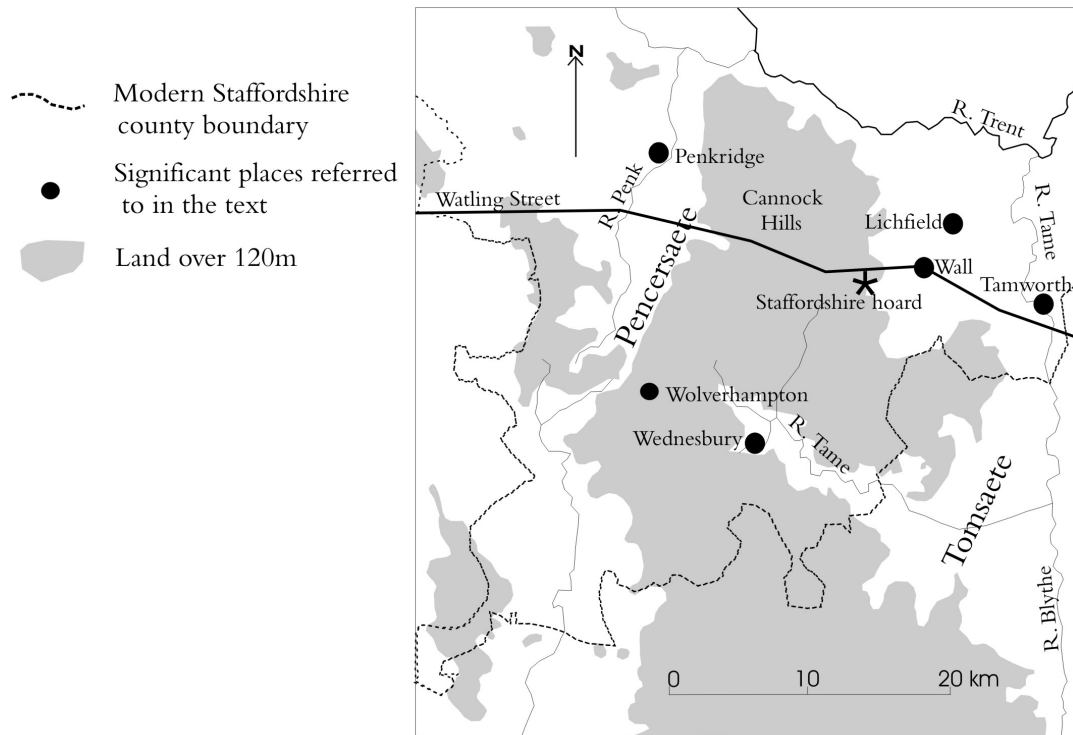 Modern Staffordshire
county boundary
Significant places referred
to in the text
Land over 120m
N
R. Trent
Penkridge
R. Penk
Watling Street
Cannock
Hills
R. Tame
Lichfield
Wall
Tamworth
Staffordshire hoard
Pencersaete
Wolverhampton
Wednesbury
R. Tame
Tomsaete
R. Blythe
0 10 20 km